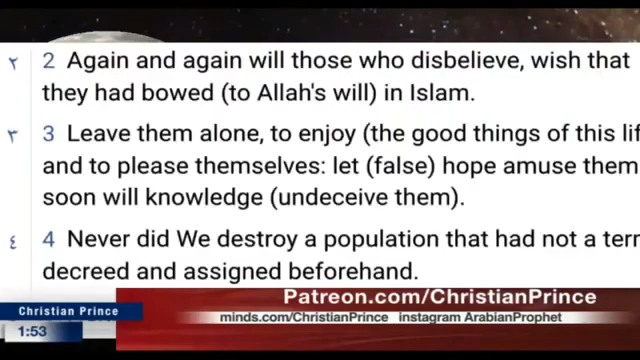 ٢ 2 Again and again will those who disbelieve, wish that
they had bowed (to Allah's will) in Islam.
٣ 3 Leave them alone, to enjoy (the good things of this lif
and to please themselves: let (false) hope amuse them
soon will knowledge (undeceive them).
٤ 4 Never did We destroy a population that had not a term
decreed and assigned beforehand.
Christian Prince
1:53
Patreon.com/ChristianPrince
minds.com/ChristianPrince instagram ArabianProphet